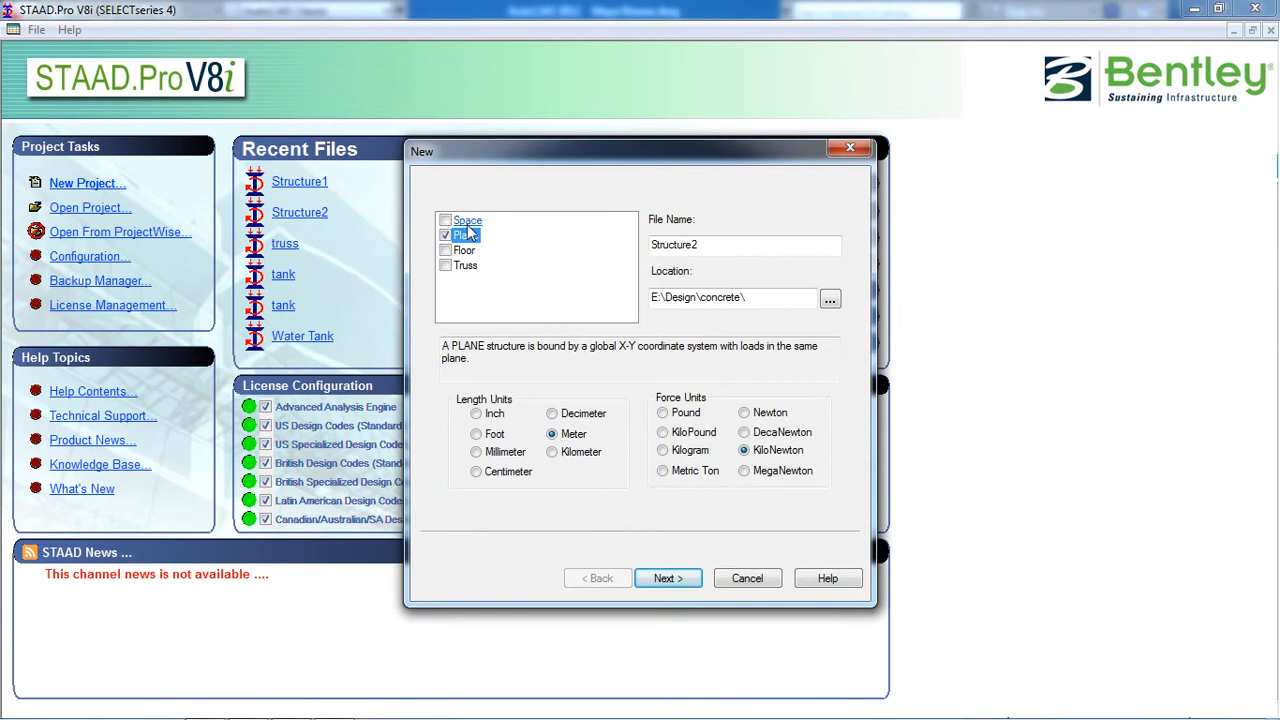 STAAD.Pro V8i (SELECTseries 4)
File Help
STAAD.Pro V8i
Bentley
Sustaining Infrastructure
Project Tasks
New Project...
Open Project...
Open From ProjectWise...
Configuration...
Backup Manager...
License Management...
Help Topics
Help Contents...
Technical Support...
Product News...
Knowledge Base...
What's New
Recent Files
Structure1
Structure2
truss
tank
tank
Water Tank
License Configuration
Advanced Analysis Engine
US Design Codes (Standard
US Specialized Design Code
British Design Codes (Stand
British Specialized Design C
Latin American Design Codes
Canadian/Australian/SA Des
STAAD News ...
This channel news is not available ....
New
Space
Floor
Truss
File Name:
Structure2
Location:
E:\Design\concrete\
...
A PLANE structure is bound by a global X-Y coordinate system with loads in the same
plane.
Length Units
Inch Decimeter
Foot Meter
Millimeter Kilometer
Centimeter
Force Units
Pound Newton
KiloPound DecaNewton
Kilogram KiloNewton
Metric Ton MegaNewton
< Back Next > Cancel Help